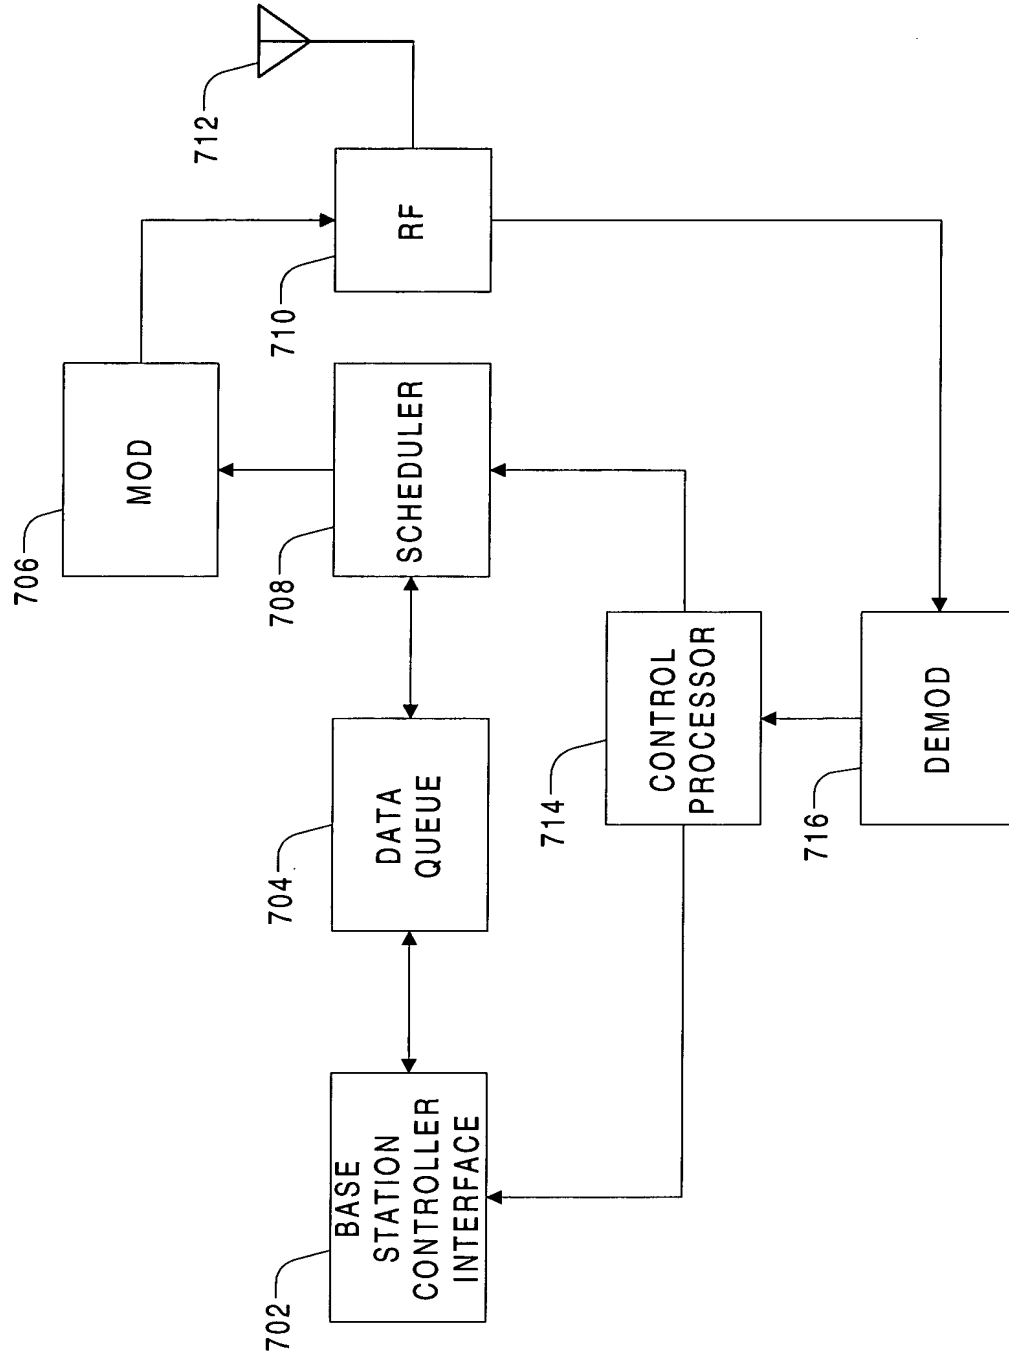 712
706
MOD
710
RF
708
SCHEDULER
704
DATA
QUEUE
702
BASE
STATION
CONTROLLER
INTERFACE
714
CONTROL
PROCESSOR
716
DEMOD